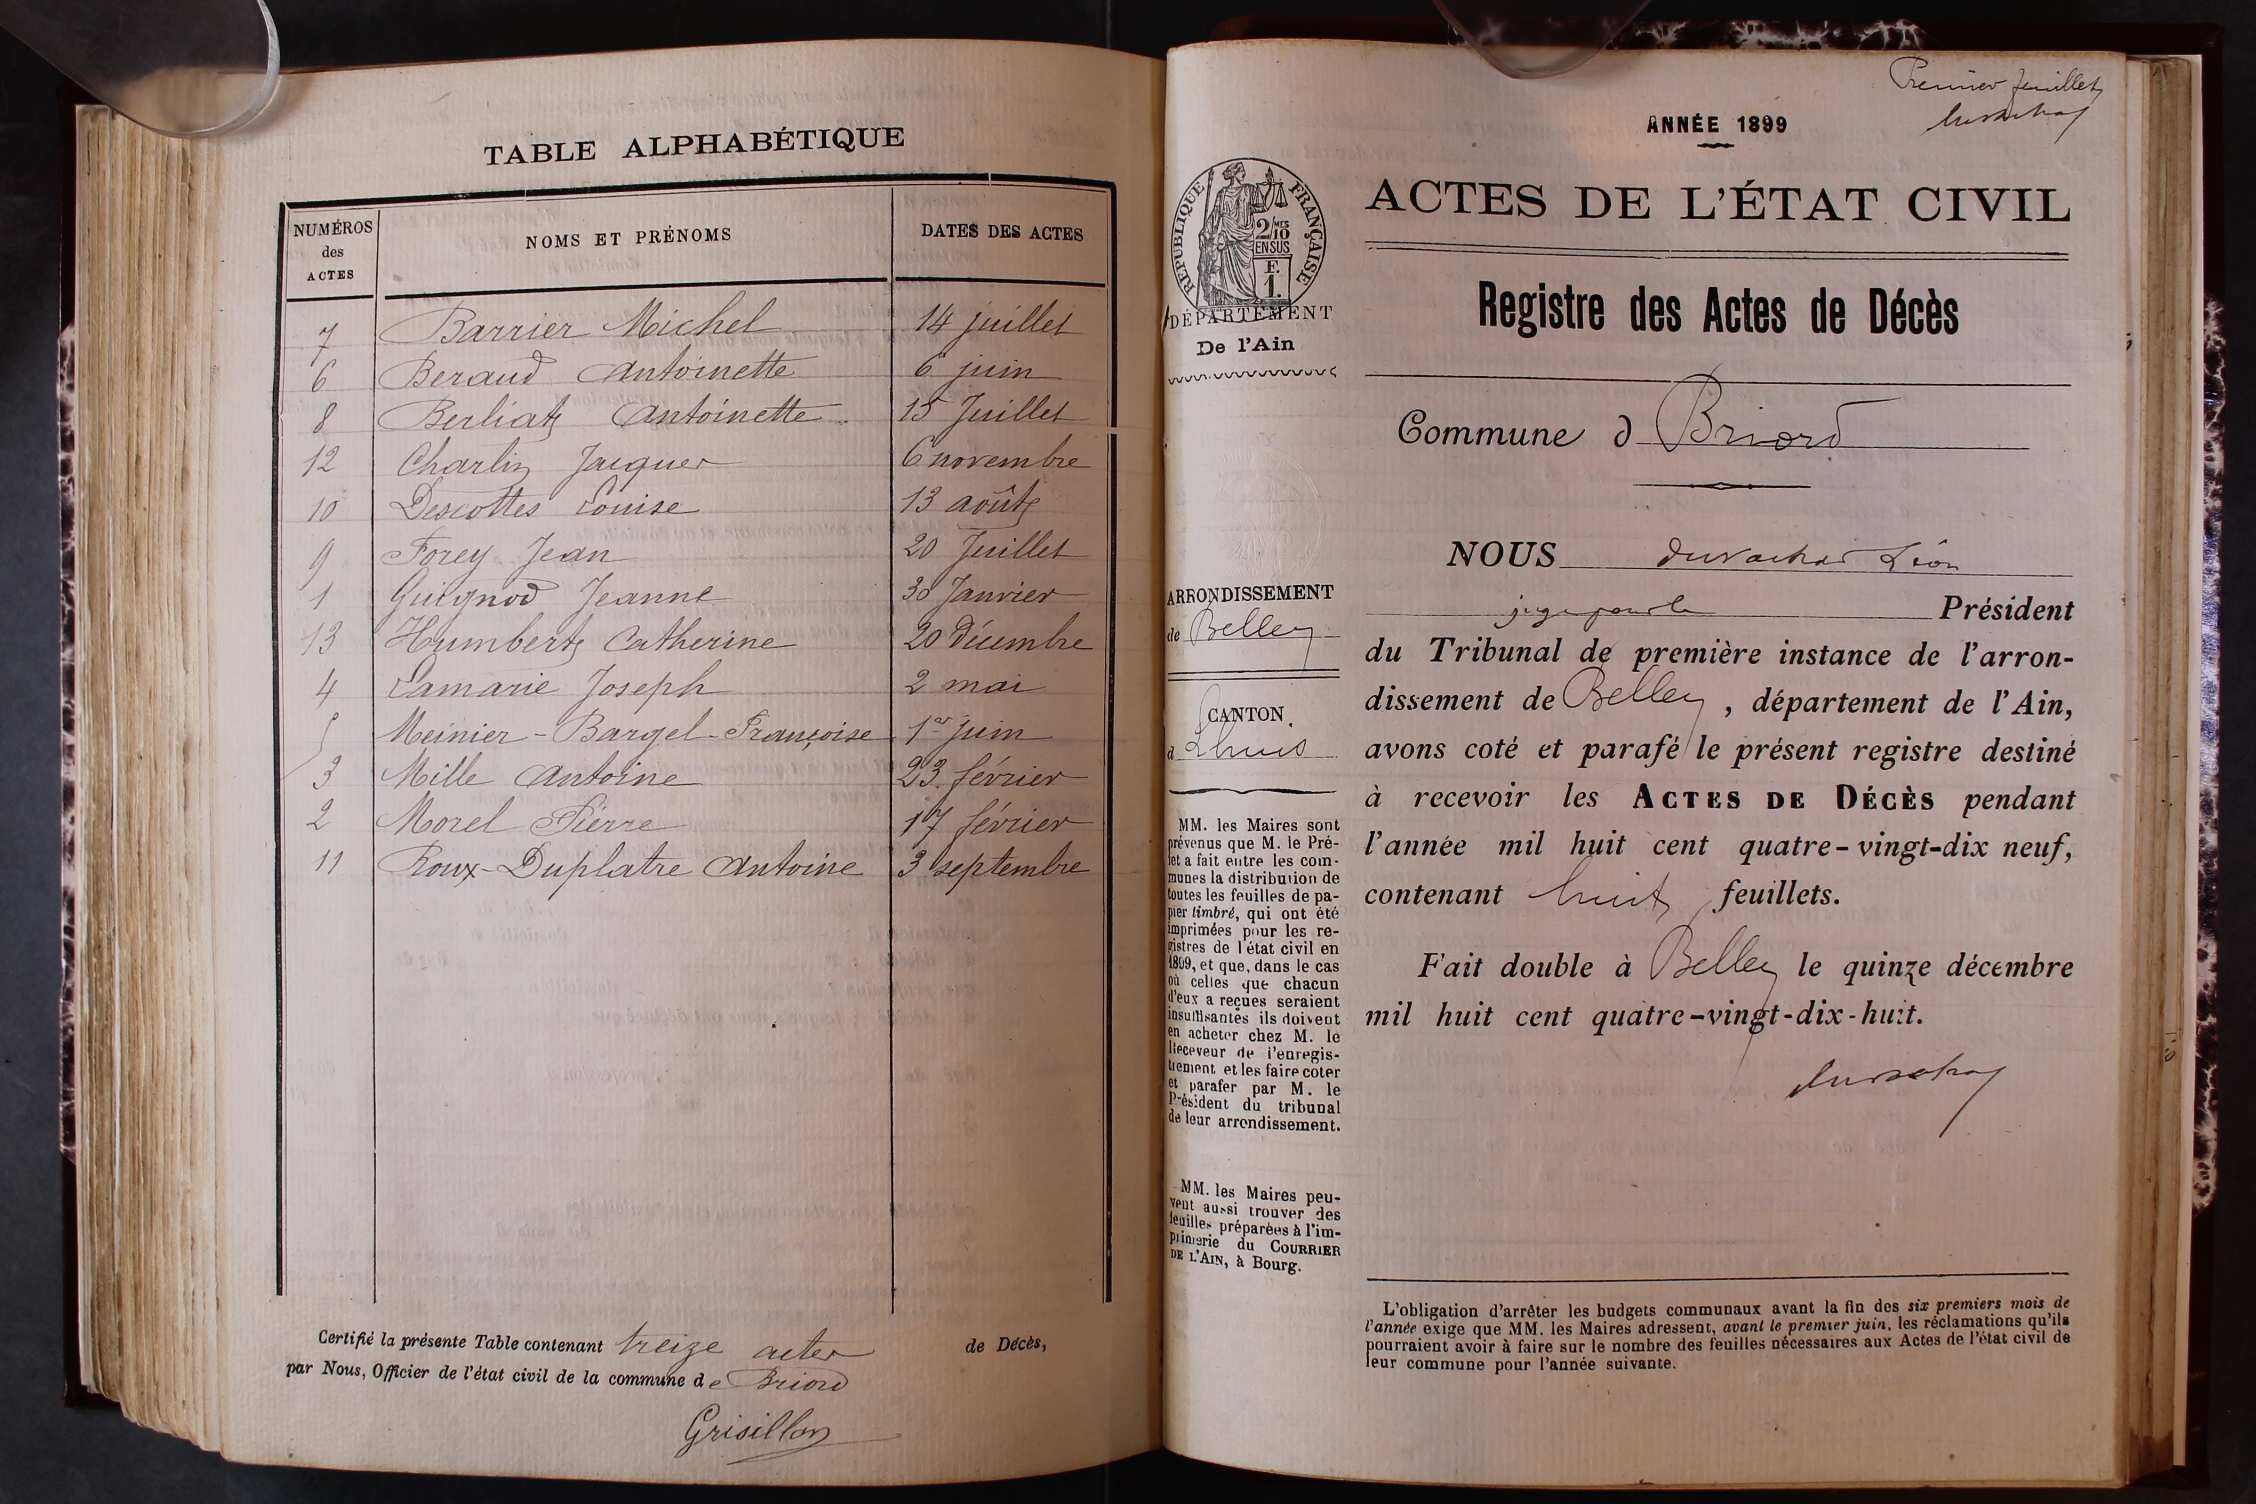 TABLE ALPHABÉTIQUE
NUMÉROS des ACTES | NOMS ET PRÉNOMS | DATES DES ACTES
7 Barrier Michel 14 juillet
6 Beraud Antoinette 6 juin
8 Berliat Antoinette 15 Juillet
12 Charlin Jacques 6 novembre
10 Descottes Louise 13 août
9 Forey Jean 20 Juillet
1 Guignod Jeanne 30 Janvier
13 Humbert Catherine 20 Décembre
4 Lamarie Joseph 2 mai
5 Meinier-Bargel-Françoise 1er juin
3 Mille Antoine 23 février
2 Morel Pierre 17 février
11 Roux-Duplatre Antoine 3 septembre
Certifié la présente Table contenant treize actes de Décès,
par Nous, Officier de l'état civil de la commune de Briord
Grisillon
Premier feuillet
ANNÉE 1899
ACTES DE L'ÉTAT CIVIL
RÉPUBLIQUE FRANÇAISE
2/10 MES
EN SUS
F. 1.
DÉPARTEMENT
De l'Ain
Registre des Actes de Décès
Commune d Briord
NOUS Léon
Président
du Tribunal de première instance de l'arron-
dissement de Belley, département de l'Ain,
avons coté et parafé le présent registre destiné
à recevoir les ACTES DE DÉCÈS pendant
l'année mil huit cent quatre-vingt-dix neuf,
contenant huit feuillets.
Fait double à Belley le quinze décembre
mil huit cent quatre-vingt-dix-huit.
ARRONDISSEMENT
de Belley
CANTON
d Lhuis
MM. les Maires sont
prévenus que M. le Pré-
fet a fait entre les com-
munes la distribution de
toutes les feuilles de pa-
pier timbré, qui ont été
imprimées pour les re-
gistres de l'état civil en
1899, et que, dans le cas
où celles que chacun
d'eux a reçues seraient
insuffisantes ils doivent
en acheter chez M. le
Receveur de l'enregis-
trement et les faire coter
et parafer par M. le
Président du tribunal
de leur arrondissement.
MM. les Maires peu-
vent aussi trouver des
feuilles préparées à l'im-
primerie du COURRIER
DE L'AIN, à Bourg.
L'obligation d'arrêter les budgets communaux avant la fin des six premiers mois de
l'année exige que MM. les Maires adressent, avant le premier juin, les réclamations qu'ils
pourraient avoir à faire sur le nombre des feuilles nécessaires aux Actes de l'état civil de
leur commune pour l'année suivante.